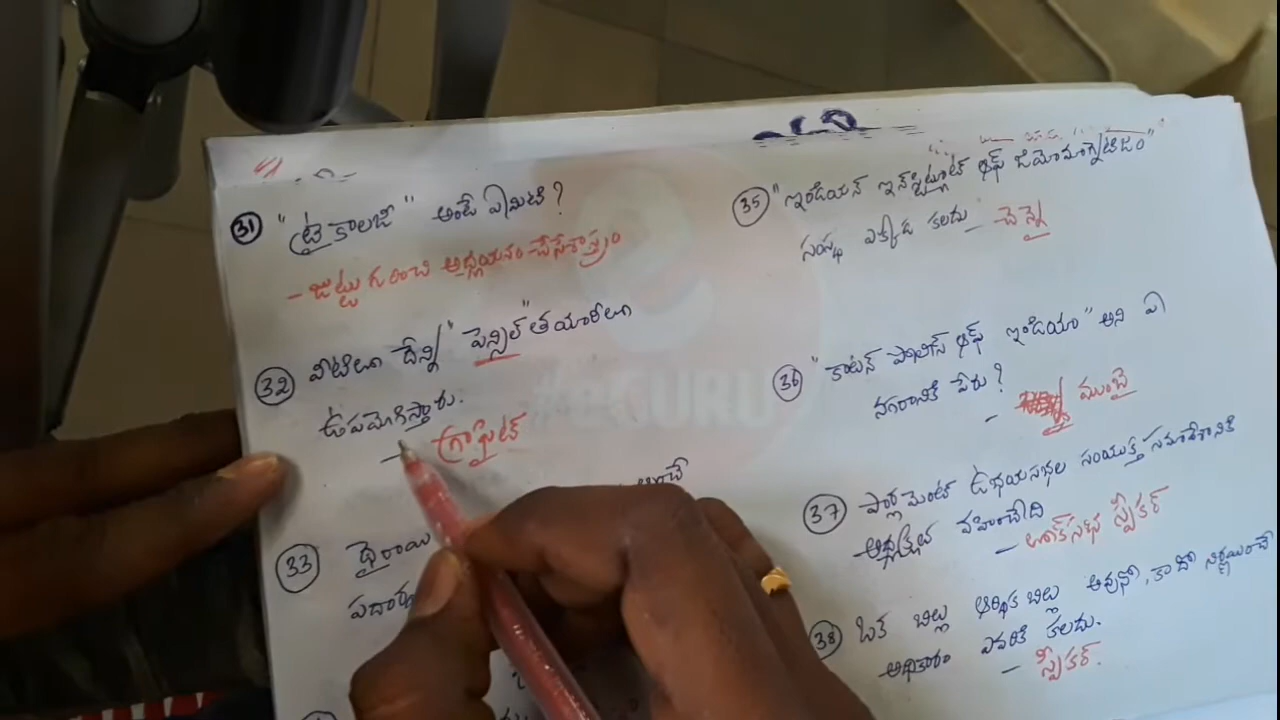 31 "ట్రైకాలజీ" అంటే ఏమిటి?
- జుట్టు గురించి అధ్యయనం చేసేశాస్త్రం
32 వీటిలో దేన్ని "పెన్సిల్" తయారీలో
ఉపయోగిస్తారు.
- గ్రాఫైట్
33 థైరాయి
పదార్థ
35 "ఇండియన్ ఇన్‌స్టిట్యూట్ ఆఫ్ జియోమాగ్నెటిజం"
సంస్థ ఎక్కడ కలదు - చెన్నై
36 "కాటన్ పోలిస్ ఆఫ్ ఇండియా" అని ఏ
నగరానికి పేరు?
- ముంబై
37 పార్లమెంట్ ఉభయసభల సంయుక్త సమావేశానికి
అధ్యక్షత వహించేది
- లోక్‌సభ స్పీకర్
38 ఒక బిల్లు ఆర్థిక బిల్లు అవునో, కాదో నిర్ణయించే
అధికారం ఎవరికి కలదు.
- స్పీకర్.
#eGURU